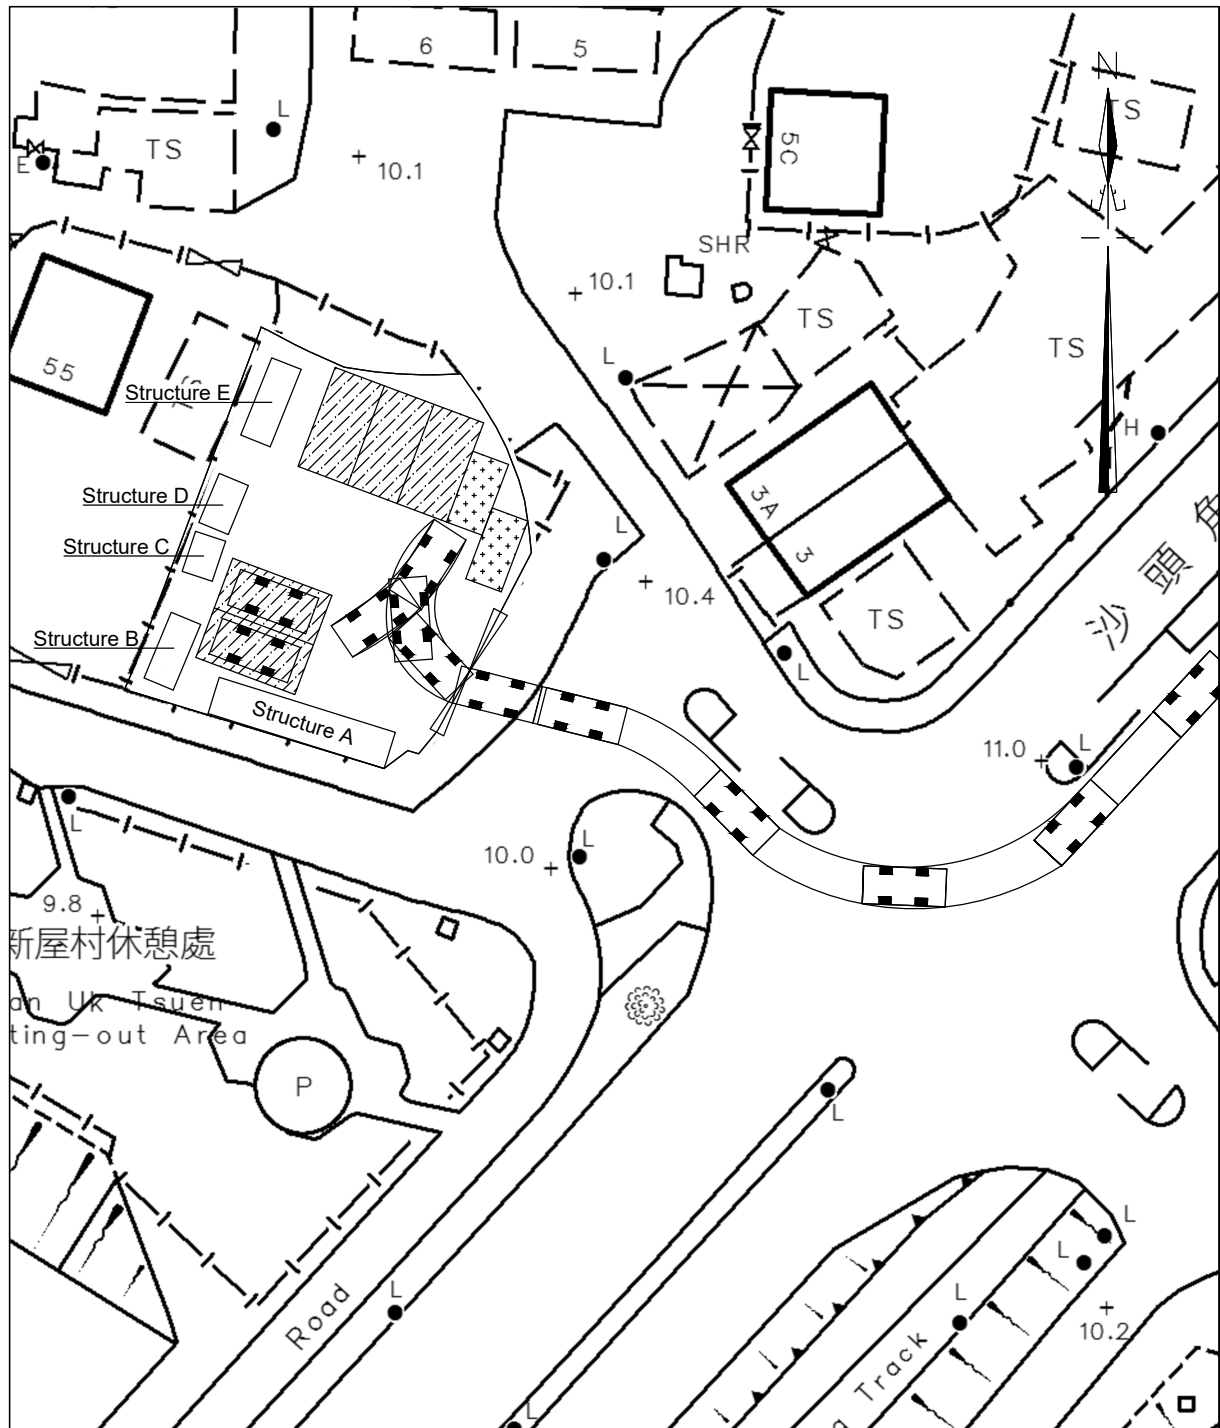 6
5
N
L
TS
E
10.1
TS
5C
SHR
10.1
TS
TS
55
L
Structure E
H
3A
Structure D
L
3
Structure C
10.4
TS
沙頭角
Structure B
L
Structure A
11.0
L
L
10.0
L
9.8
新屋村休憩處
an Uk Tsuen
ting-out Area
P
L
L
L
L
Road
10.2
Track
L